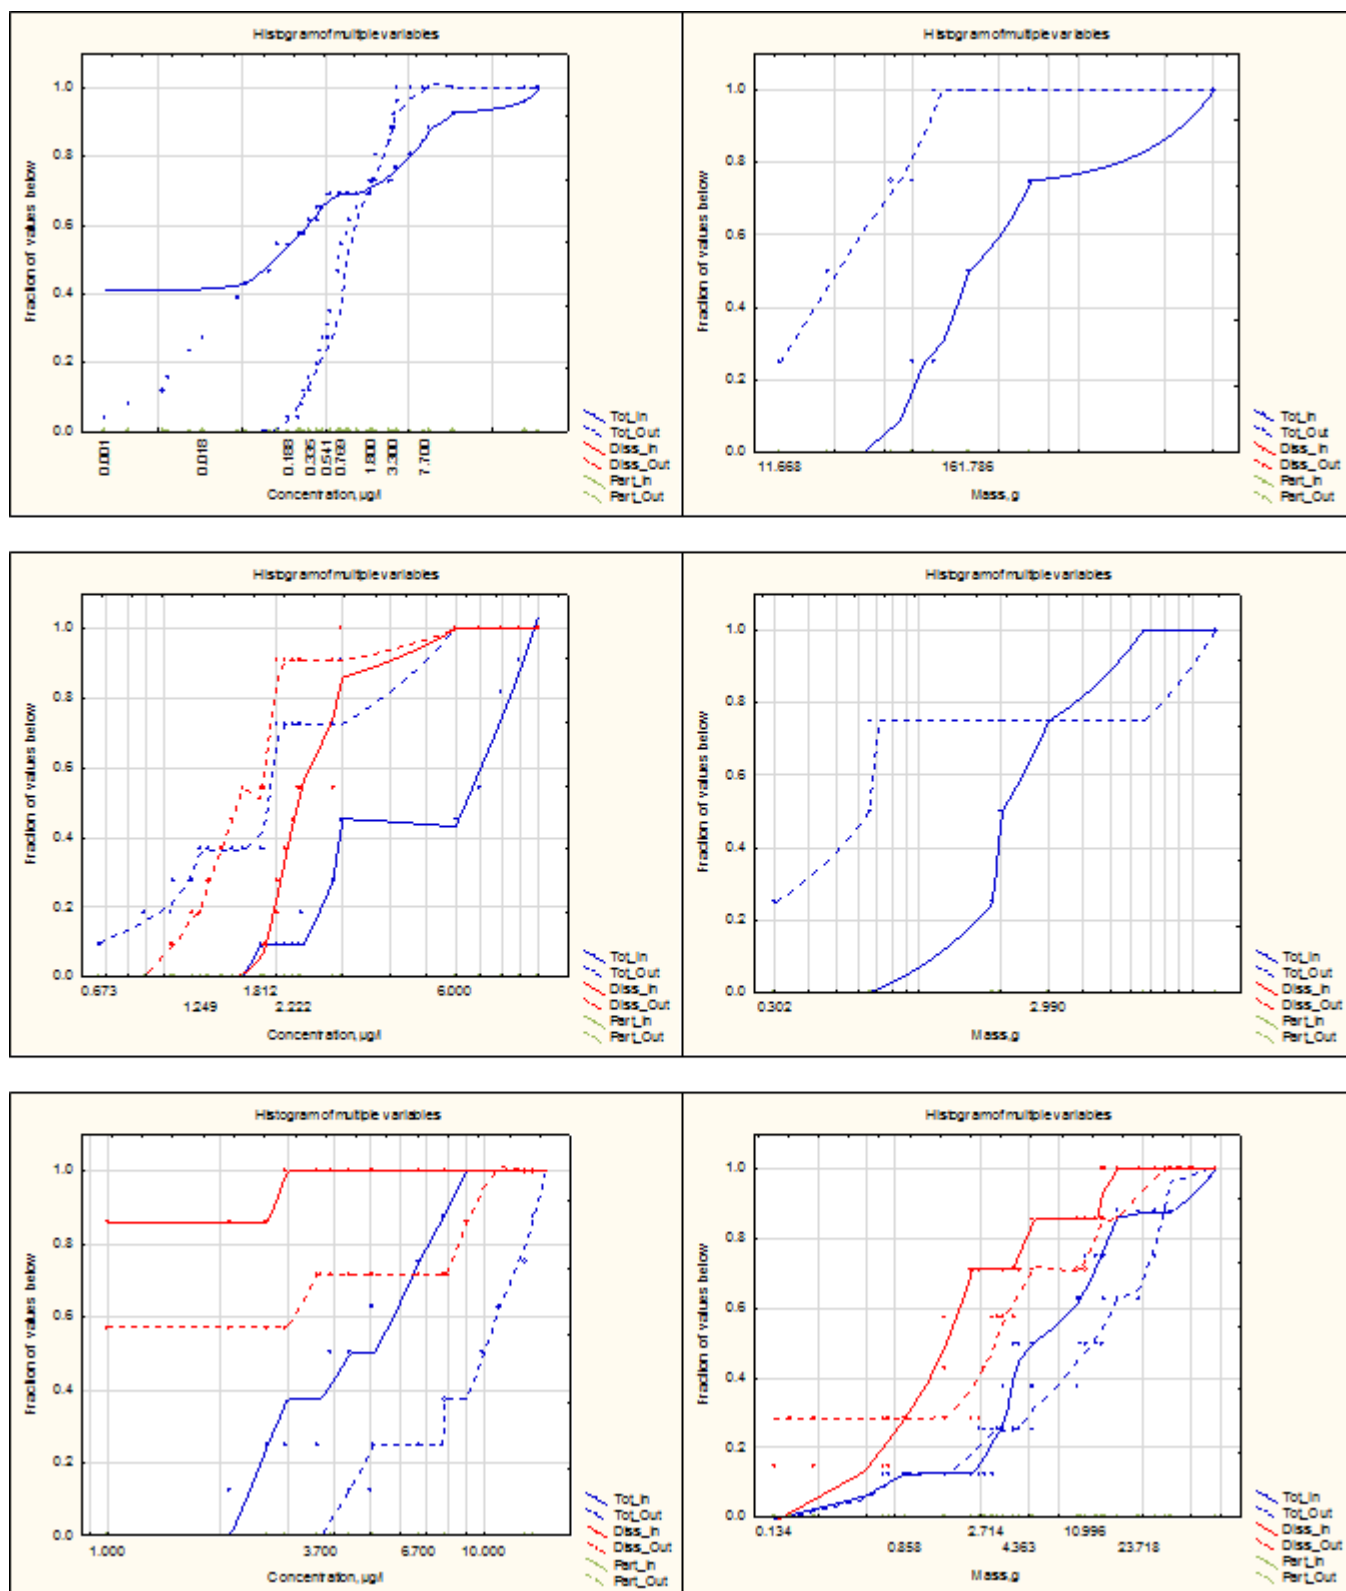 Histogram of multiple variables
Fraction of values below
1.0
0.8
0.6
0.4
0.2
0.0
0.001
0.018
0.188
0.335
0.541
0.769
1.800
3.300
7.700
Concentration, µg/l
Tot_In
Tot_Out
Diss_In
Diss_Out
Part_In
Part_Out
Histogram of multiple variables
Fraction of values below
1.0
0.8
0.6
0.4
0.2
0.0
11.668
161.786
Mass, g
Tot_In
Tot_Out
Diss_In
Diss_Out
Part_In
Part_Out
Histogram of multiple variables
Fraction of values below
1.0
0.8
0.6
0.4
0.2
0.0
0.673
1.812
6.000
1.249
2.222
Concentration, µg/l
Tot_In
Tot_Out
Diss_In
Diss_Out
Part_In
Part_Out
Histogram of multiple variables
Fraction of values below
1.0
0.8
0.6
0.4
0.2
0.0
0.302
2.990
Mass, g
Tot_In
Tot_Out
Diss_In
Diss_Out
Part_In
Part_Out
Histogram of multiple variables
Fraction of values below
1.0
0.8
0.6
0.4
0.2
0.0
1.000
3.700
6.700
10.000
Concentration, µg/l
Tot_In
Tot_Out
Diss_In
Diss_Out
Part_In
Part_Out
Histogram of multiple variables
Fraction of values below
1.0
0.8
0.6
0.4
0.2
0.0
0.134
2.714
10.996
0.858
4.363
23.718
Mass, g
Tot_In
Tot_Out
Diss_In
Diss_Out
Part_In
Part_Out